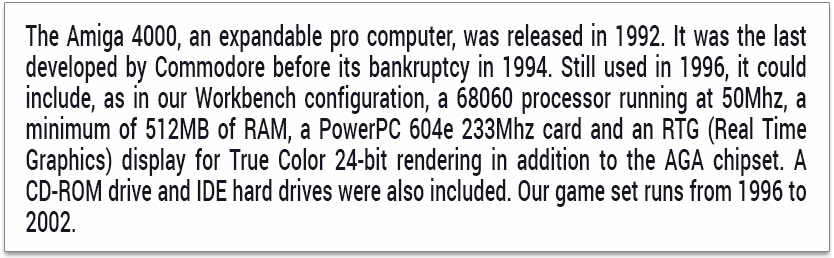 The Amiga 4000, an expandable pro computer, was released in 1992. It was the last
developed by Commodore before its bankruptcy in 1994. Still used in 1996, it could
include, as in our Workbench configuration, a 68060 processor running at 50Mhz, a
minimum of 512MB of RAM, a PowerPC 604e 233Mhz card and an RTG (Real Time
Graphics) display for True Color 24-bit rendering in addition to the AGA chipset. A
CD-ROM drive and IDE hard drives were also included. Our game set runs from 1996 to
2002.